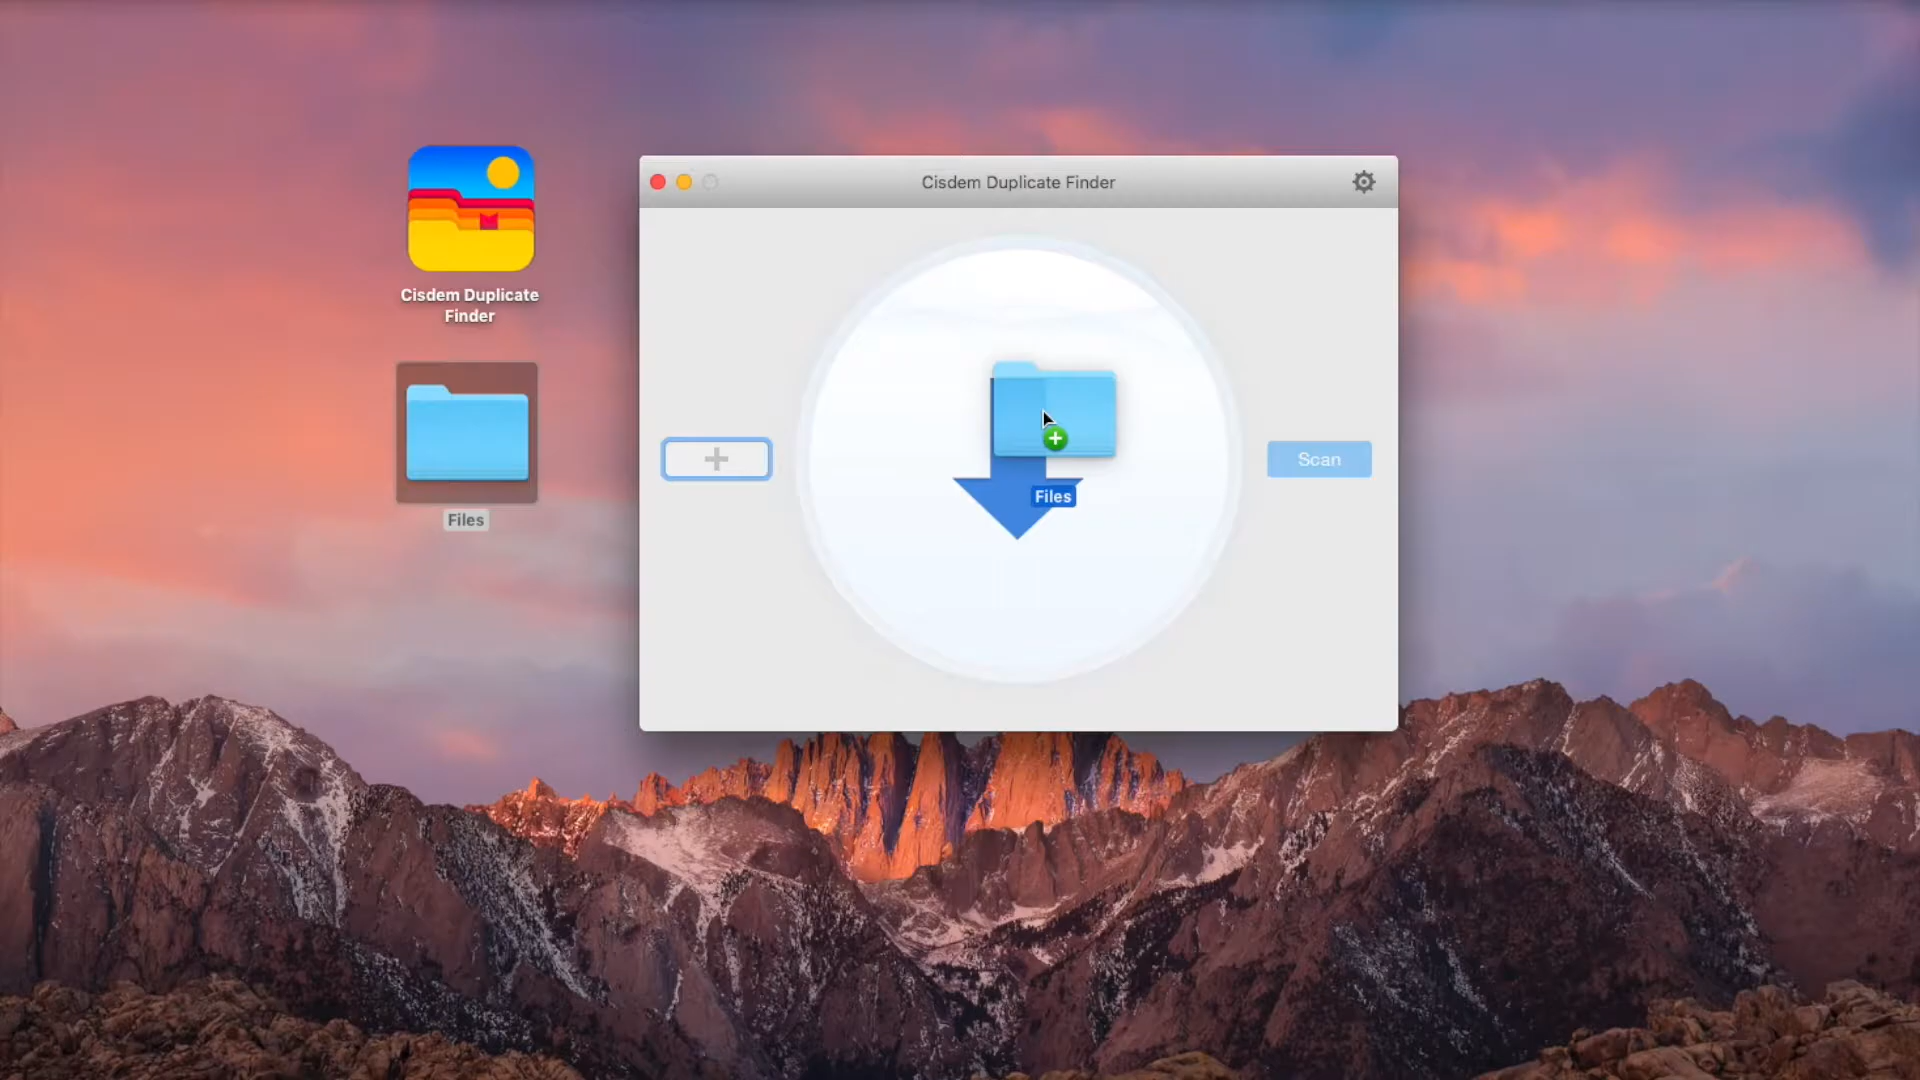 Cisdem Duplicate
Finder
Files
Cisdem Duplicate Finder
Files
Scan